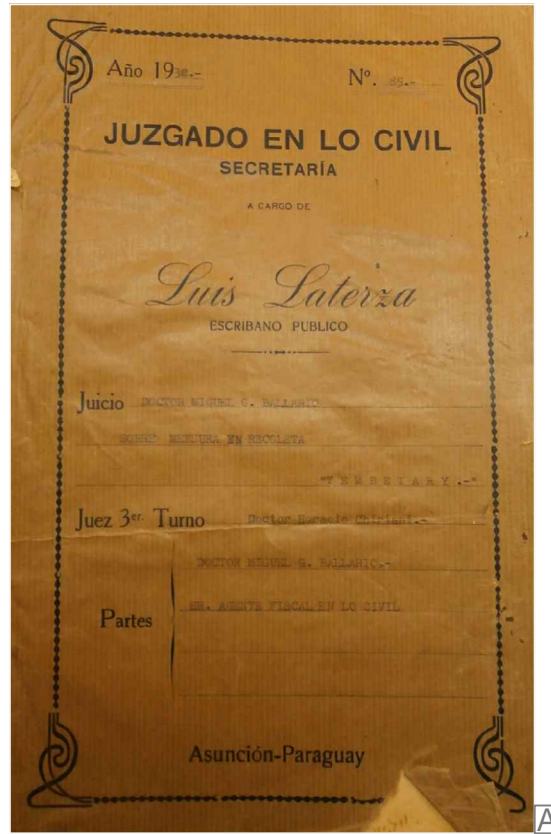 Año 1938.-
Nº. 85.-
JUZGADO EN LO CIVIL
SECRETARÍA
A CARGO DE
Luis Laterza
ESCRIBANO PUBLICO
Juicio DOCTOR MIGUEL G. BALLARIO
SOBRE MENSURA EN RECOLETA
"TEMBETARY.-"
Juez 3er. Turno Doctor Horacio Chiriani.-
DOCTOR MIGUEL G. BALLARIO.-
SR. AGENTE FISCAL EN LO CIVIL
Partes
Asunción-Paraguay
A